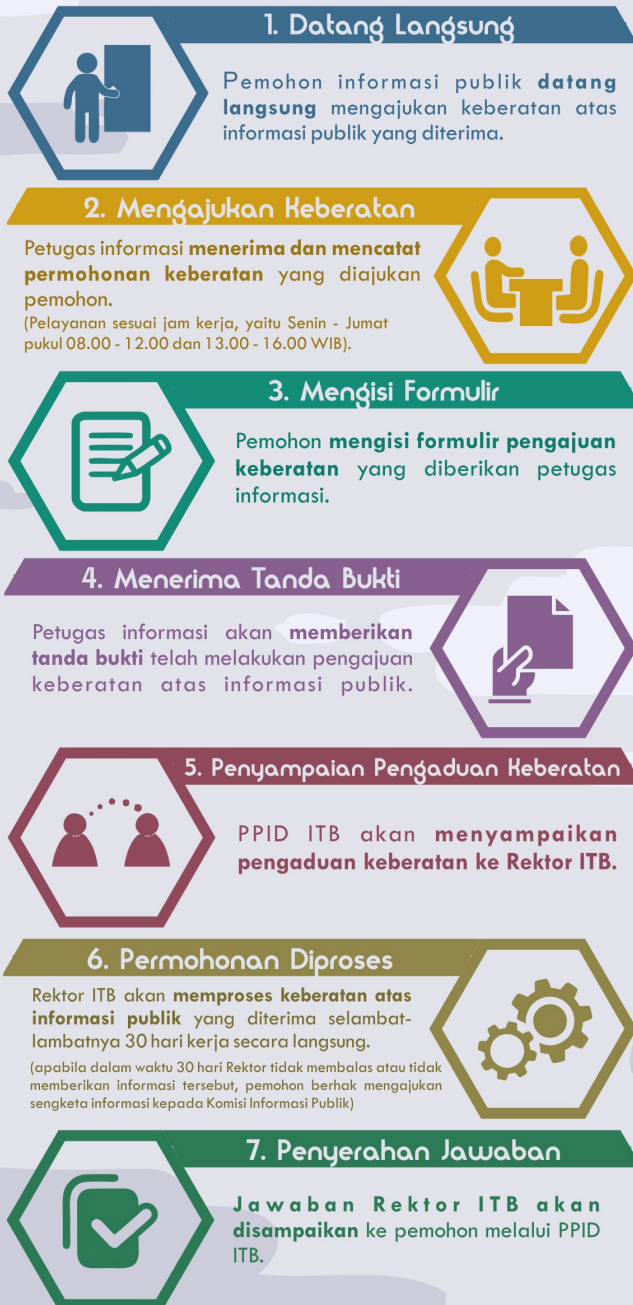 1. Datang Langsung
Pemohon informasi publik datang
langsung mengajukan keberatan atas
informasi publik yang diterima.
2. Mengajukan Keberatan
Petugas informasi menerima dan mencatat
permohonan keberatan yang diajukan
pemohon.
(Pelayanan sesuai jam kerja, yaitu Senin - Jumat
pukul 08.00 - 12.00 dan 13.00 - 16.00 WIB).
3. Mengisi Formulir
Pemohon mengisi formulir pengajuan
keberatan yang diberikan petugas
informasi.
4. Menerima Tanda Bukti
Petugas informasi akan memberikan
tanda bukti telah melakukan pengajuan
keberatan atas informasi publik.
5. Penyampaian Pengaduan Keberatan
PPID ITB akan menyampaikan
pengaduan keberatan ke Rektor ITB.
6. Permohonan Diproses
Rektor ITB akan memproses keberatan atas
informasi publik yang diterima selambat-
lambatnya 30 hari kerja secara langsung.
(apabila dalam waktu 30 hari Rektor tidak membalas atau tidak
memberikan informasi tersebut, pemohon berhak mengajukan
sengketa informasi kepada Komisi Informasi Publik)
7. Penyerahan Jawaban
Jawaban Rektor ITB akan
disampaikan ke pemohon melalui PPID
ITB.